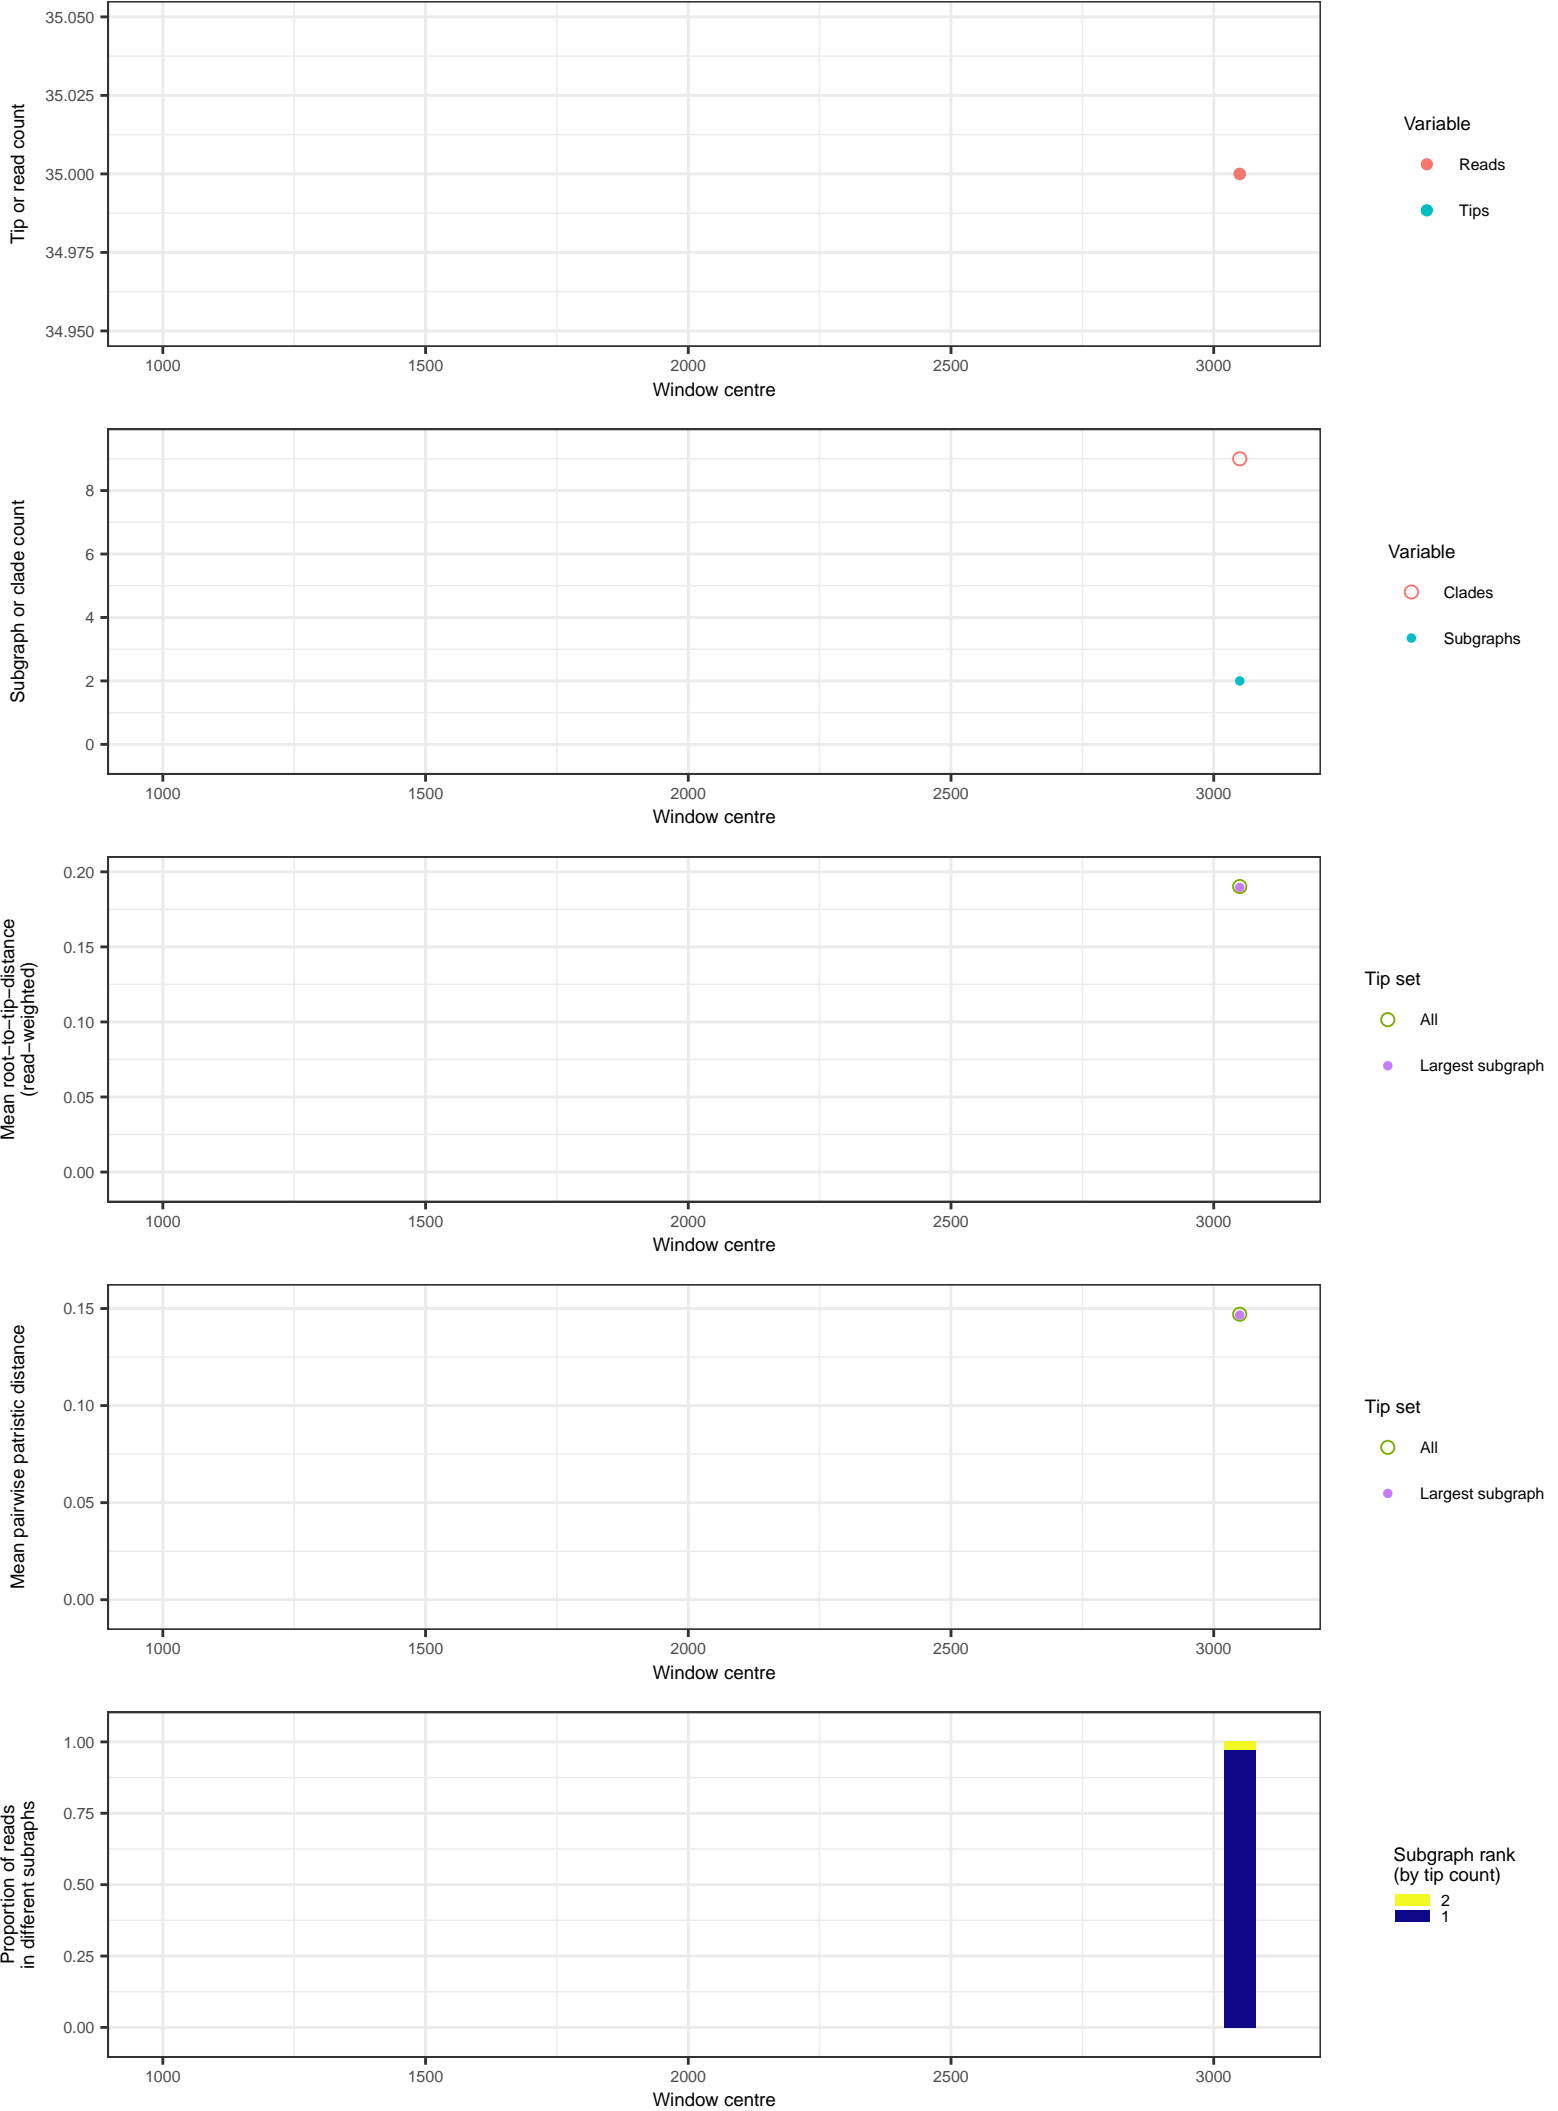 35.050
35.025
35.000
34.975
34.950
Tip or read count
1000 1500 2000 2500 3000
Window centre
Variable
Reads
Tips
8
6
4
2
0
Subgraph or clade count
1000 1500 2000 2500 3000
Window centre
Variable
Clades
Subgraphs
0.20
0.15
0.10
0.05
0.00
Mean root−to−tip−distance
(read−weighted)
1000 1500 2000 2500 3000
Window centre
Tip set
All
Largest subgraph
0.15
0.10
0.05
0.00
Mean pairwise patristic distance
1000 1500 2000 2500 3000
Window centre
Tip set
All
Largest subgraph
1.00
0.75
0.50
0.25
0.00
Proportion of reads
in different subraphs
1000 1500 2000 2500 3000
Window centre
Subgraph rank
(by tip count)
2
1